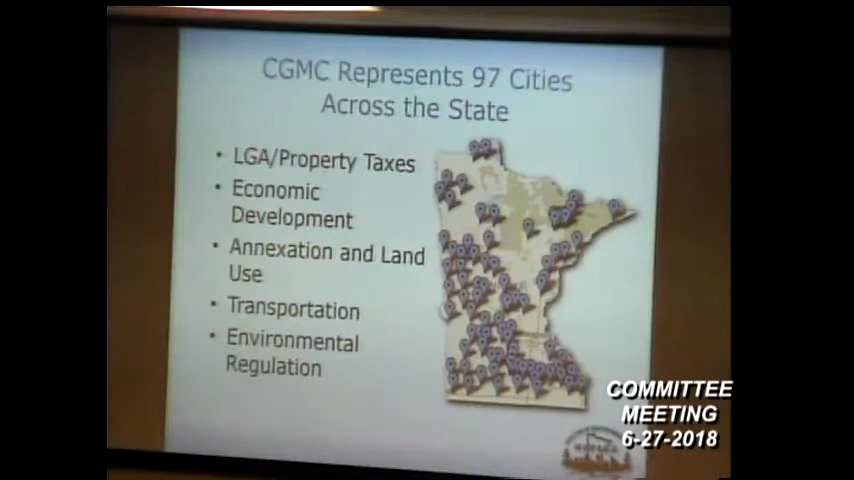 CGMC Represents 97 Cities
Across the State
• LGA/Property Taxes
• Economic
Development
• Annexation and Land
Use
• Transportation
• Environmental
Regulation
COMMITTEE
MEETING
6-27-2018